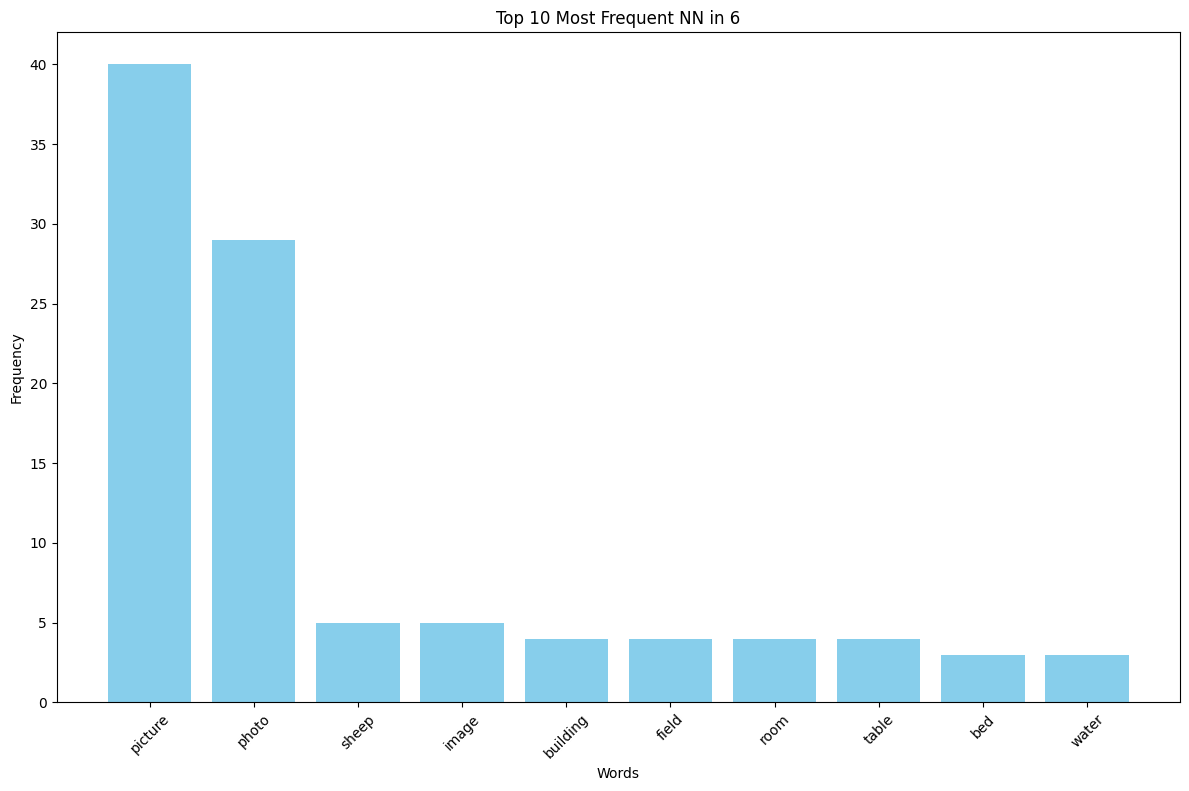 Top 10 Most Frequent NN in 6
Frequency
40
35
30
25
20
15
10
5
0
picture
photo
sheep
image
building
field
room
table
bed
water
Words